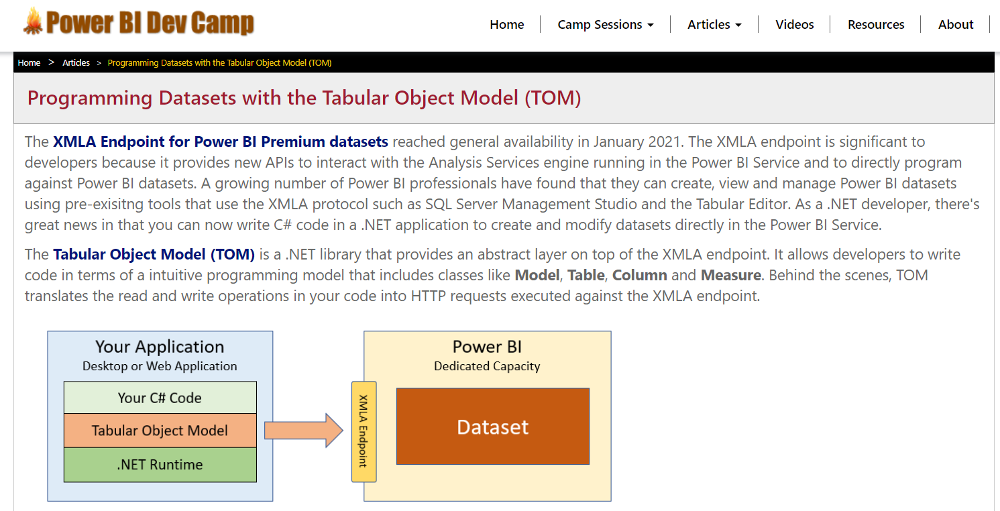 Power BI Dev Camp
Home
Camp Sessions
Articles
Videos
Resources
About
Home > Articles > Programming Datasets with the Tabular Object Model (TOM)
Programming Datasets with the Tabular Object Model (TOM)
The XMLA Endpoint for Power BI Premium datasets reached general availability in January 2021. The XMLA endpoint is significant to
developers because it provides new APIs to interact with the Analysis Services engine running in the Power BI Service and to directly program
against Power BI datasets. A growing number of Power BI professionals have found that they can create, view and manage Power BI datasets
using pre-exisitng tools that use the XMLA protocol such as SQL Server Management Studio and the Tabular Editor. As a .NET developer, there's
great news in that you can now write C# code in a .NET application to create and modify datasets directly in the Power BI Service.
The Tabular Object Model (TOM) is a .NET library that provides an abstract layer on top of the XMLA endpoint. It allows developers to write
code in terms of a intuitive programming model that includes classes like Model, Table, Column and Measure. Behind the scenes, TOM
translates the read and write operations in your code into HTTP requests executed against the XMLA endpoint.
Your Application
Desktop or Web Application
Your C# Code
Tabular Object Model
.NET Runtime
Power BI
Dedicated Capacity
XMLA Endpoint
Dataset